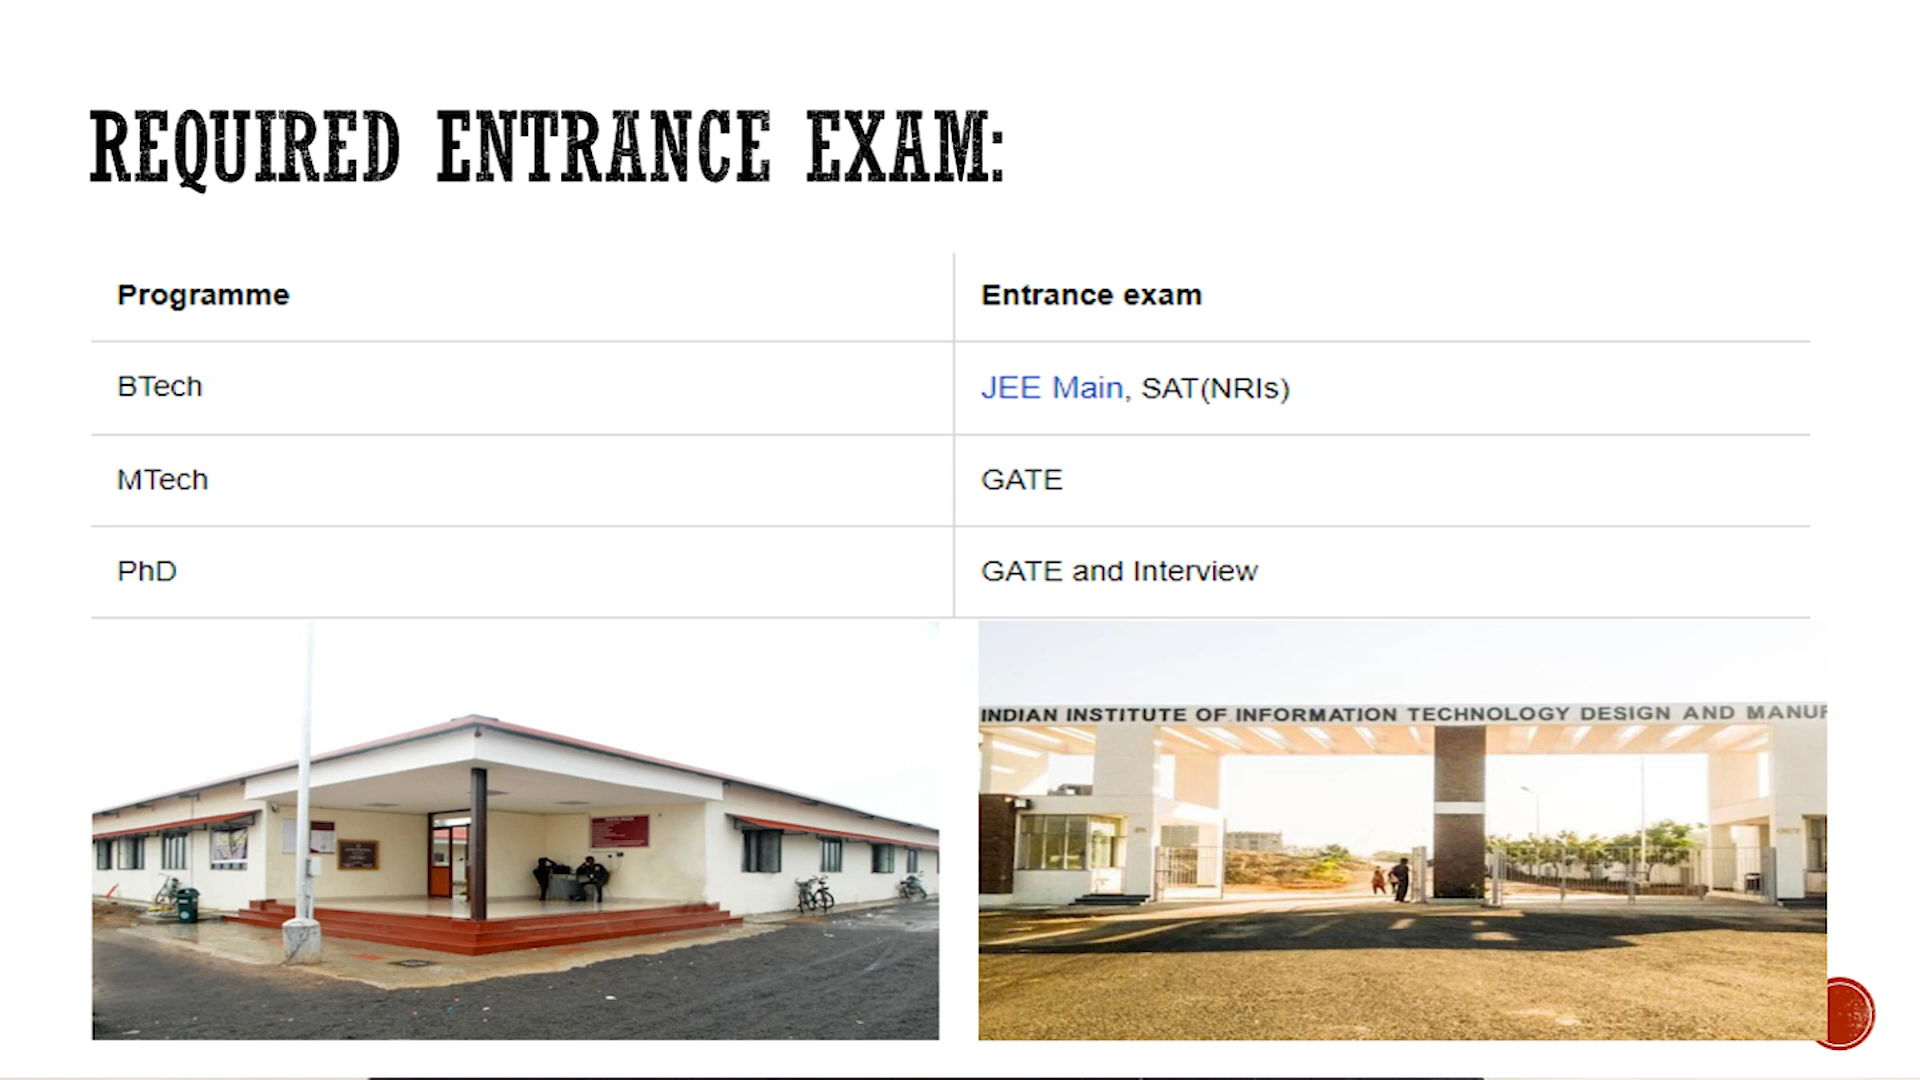 REQUIRED ENTRANCE EXAM:
Programme Entrance exam
BTech JEE Main, SAT(NRIs)
MTech GATE
PhD GATE and Interview
INDIAN INSTITUTE OF INFORMATION TECHNOLOGY DESIGN AND MANUF
OUT